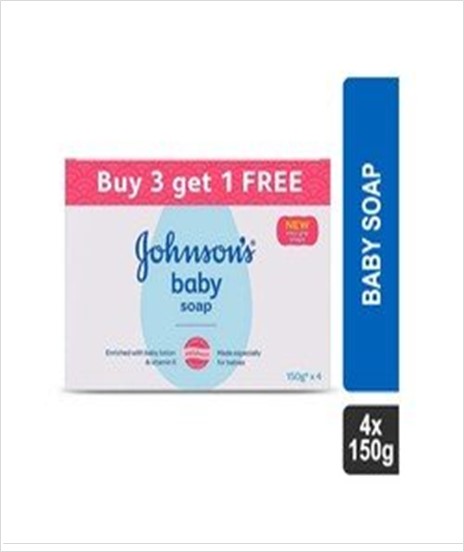 Buy 3 get 1 FREE
NEW
Johnson's®
baby
soap
Enriched with baby lotion
& vitamin E
Made especially
for babies
150g* x 4
BABY SOAP
4x
150g